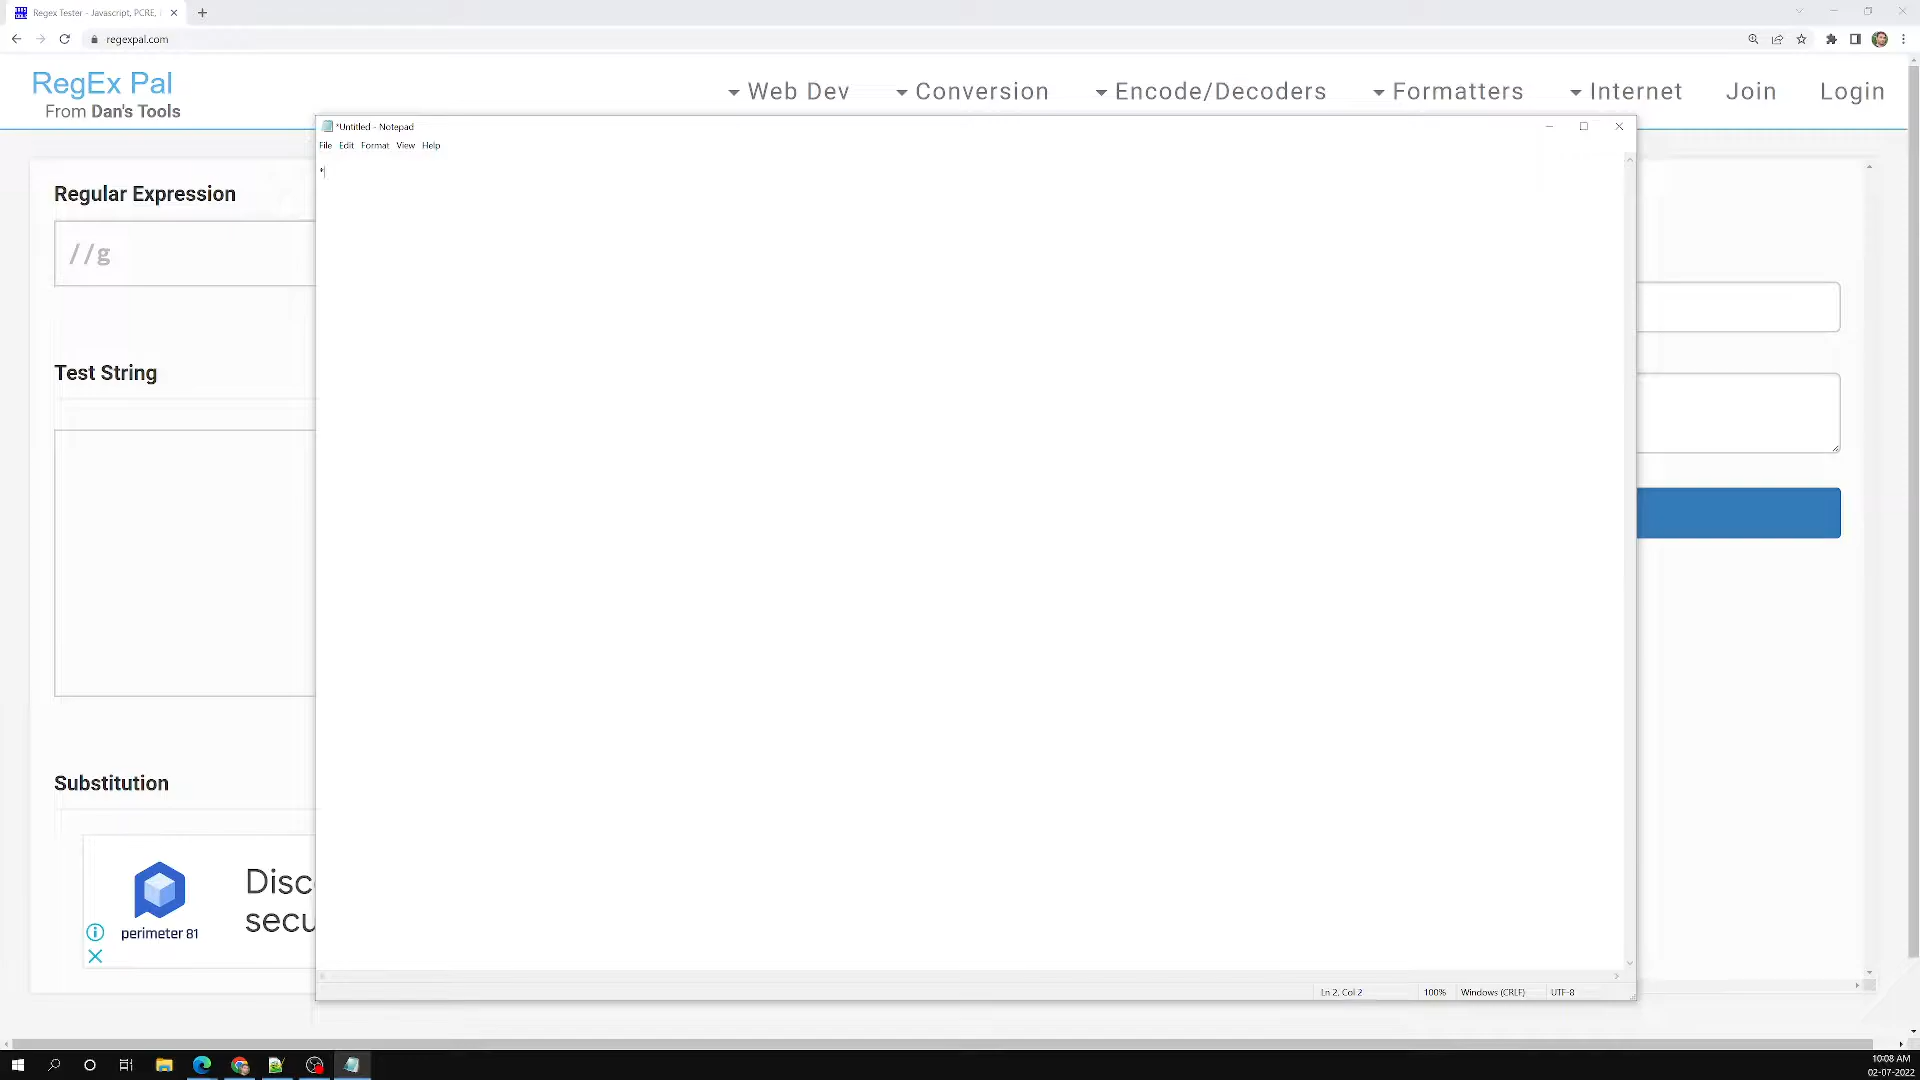 Regex Tester - Javascript, PCRE,
regexpal.com
RegEx Pal
From Dan's Tools
Web Dev
Conversion
Encode/Decoders
Formatters
Internet
Join
Login
*Untitled - Notepad
File Edit Format View Help
*
Regular Expression
//g
Test String
Substitution
perimeter 81
Disc
secu
Ln 2, Col 2
100%
Windows (CRLF)
UTF-8
10:08 AM
02-07-2022